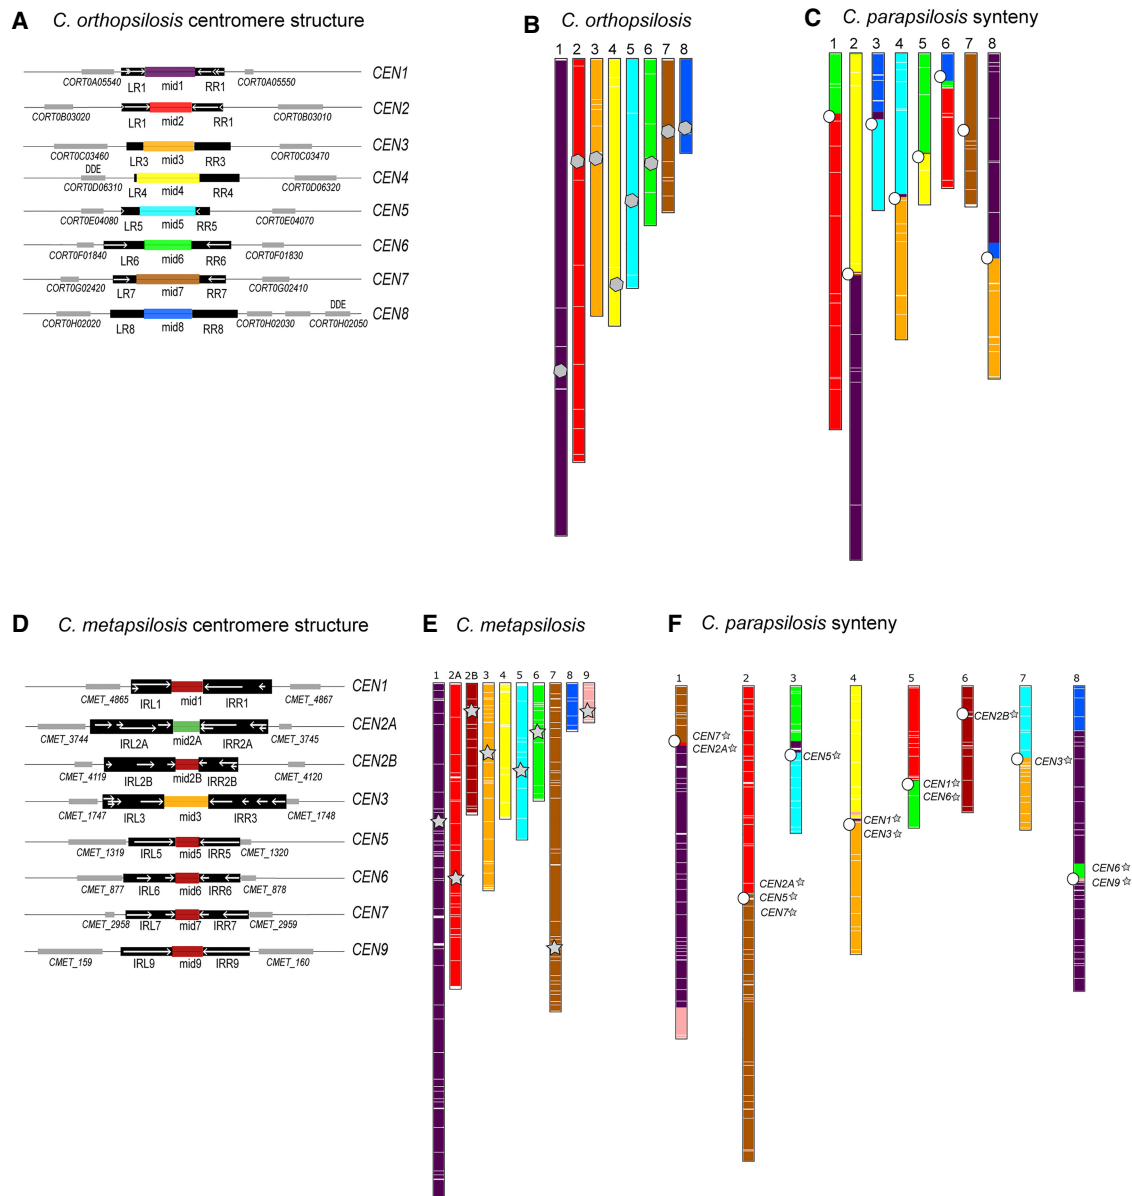 A C. orthopsilosis centromere structure
CORT0A05540 LR1 mid1 RR1 CORT0A05550 CEN1
CORT0B03020 LR1 mid2 RR1 CORT0B03010 CEN2
CORT0C03460 LR3 mid3 RR3 CORT0C03470 CEN3
DDE
CORT0D06310 LR4 mid4 RR4 CORT0D06320 CEN4
CORT0E04080 LR5 mid5 RR5 CORT0E04070 CEN5
CORT0F01840 LR6 mid6 RR6 CORT0F01830 CEN6
CORT0G02420 LR7 mid7 RR7 CORT0G02410 CEN7
DDE
CORT0H02020 LR8 mid8 RR8 CORT0H02030 CORT0H02050 CEN8
B C. orthopsilosis
1 2 3 4 5 6 7 8
C C. parapsilosis synteny
1 2 3 4 5 6 7 8
D C. metapsilosis centromere structure
CMET_4865 IRL1 mid1 IRR1 CMET_4867 CEN1
CMET_3744 IRL2A mid2A IRR2A CMET_3745 CEN2A
CMET_4119 IRL2B mid2B IRR2B CMET_4120 CEN2B
CMET_1747 IRL3 mid3 IRR3 CMET_1748 CEN3
CMET_1319 IRL5 mid5 IRR5 CMET_1320 CEN5
CMET_877 IRL6 mid6 IRR6 CMET_878 CEN6
CMET_2958 IRL7 mid7 IRR7 CMET_2959 CEN7
CMET_159 IRL9 mid9 IRR9 CMET_160 CEN9
E C. metapsilosis
1 2A 2B 3 4 5 6 7 8 9
F C. parapsilosis synteny
1 2 3 4 5 6 7 8
CEN7☆
CEN2A☆
CEN2A☆
CEN5☆
CEN7☆
CEN5☆
CEN1☆
CEN3☆
CEN1☆
CEN6☆
CEN2B☆
CEN3☆
CEN6☆
CEN9☆